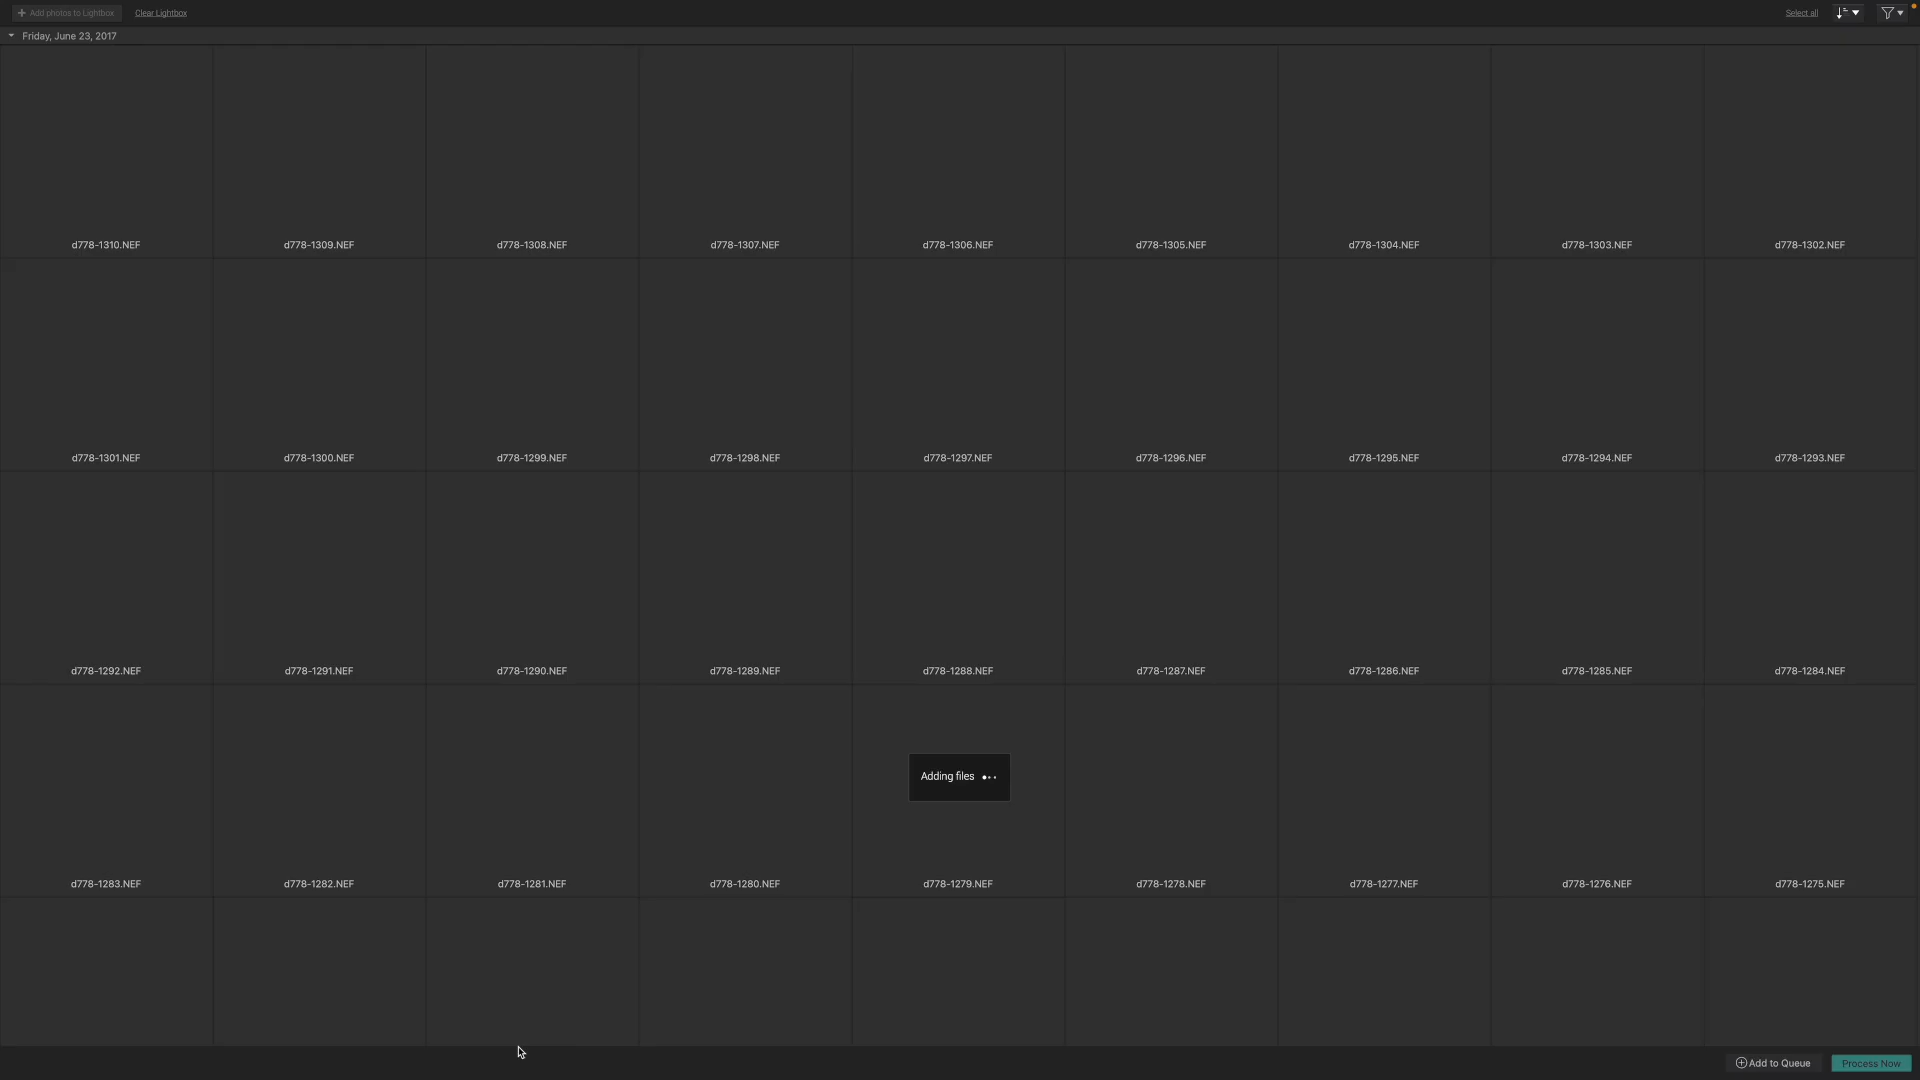 Add photos to Lightbox Clear Lightbox Select all
Friday, June 23, 2017
d778-1310.NEF d778-1309.NEF d778-1308.NEF d778-1307.NEF d778-1306.NEF d778-1305.NEF d778-1304.NEF d778-1303.NEF d778-1302.NEF
d778-1301.NEF d778-1300.NEF d778-1299.NEF d778-1298.NEF d778-1297.NEF d778-1296.NEF d778-1295.NEF d778-1294.NEF d778-1293.NEF
d778-1292.NEF d778-1291.NEF d778-1290.NEF d778-1289.NEF d778-1288.NEF d778-1287.NEF d778-1286.NEF d778-1285.NEF d778-1284.NEF
Adding files
d778-1283.NEF d778-1282.NEF d778-1281.NEF d778-1280.NEF d778-1279.NEF d778-1278.NEF d778-1277.NEF d778-1276.NEF d778-1275.NEF
Add to Queue Process Now